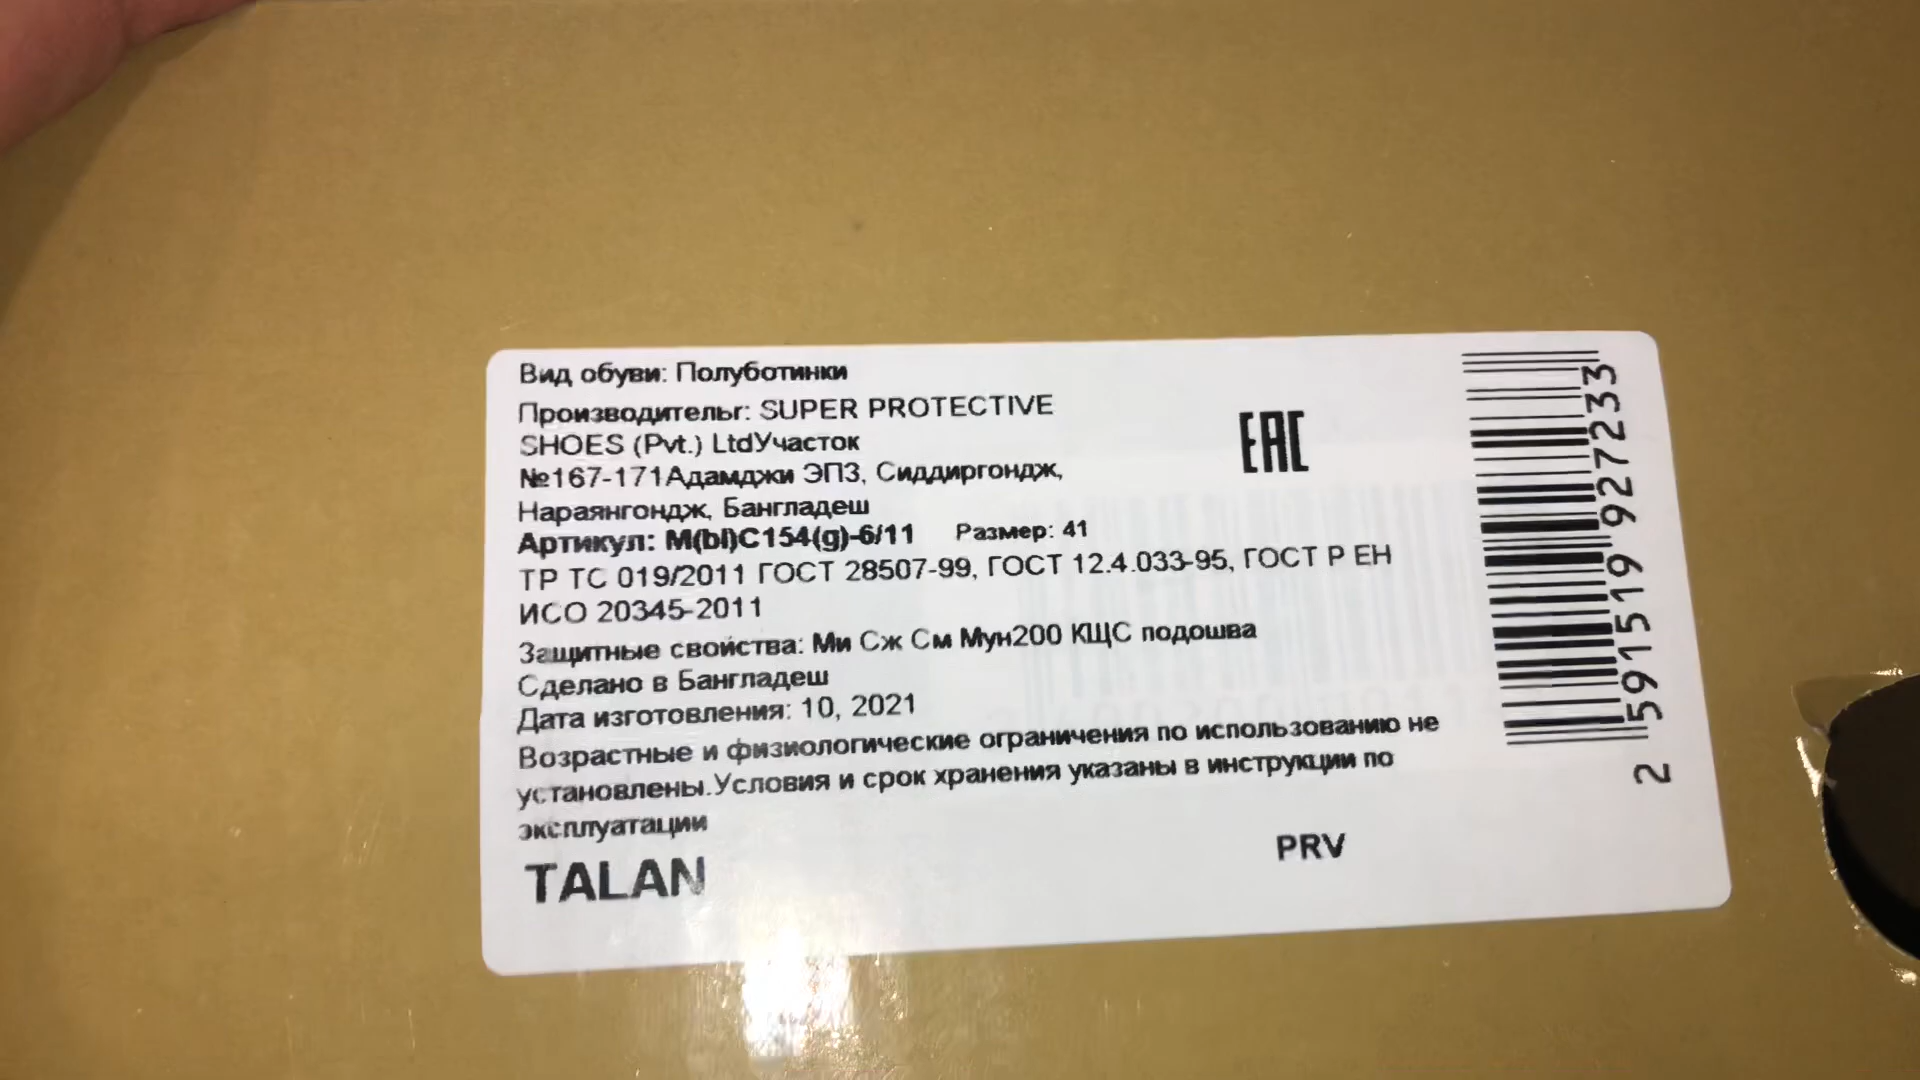 Вид обуви: Полуботинки
Производительг: SUPER PROTECTIVE
SHOES (Pvt.) LtdУчасток
№167-171Адамджи ЭПЗ, Сиддиргондж,
Нараянгондж, Бангладеш
Артикул: M(bl)C154(g)-6/11 Размер: 41
ТР ТС 019/2011 ГОСТ 28507-99, ГОСТ 12.4.033-95, ГОСТ Р ЕН
ИСО 20345-2011
Защитные свойства: Ми Сж См Мун200 КЩС подошва
Сделано в Бангладеш
Дата изготовления: 10, 2021
Возрастные и физиологические ограничения по использованию не
установлены.Условия и срок хранения указаны в инструкции по
эксплуатации
TALAN
PRV
EAC
2 591519 927233